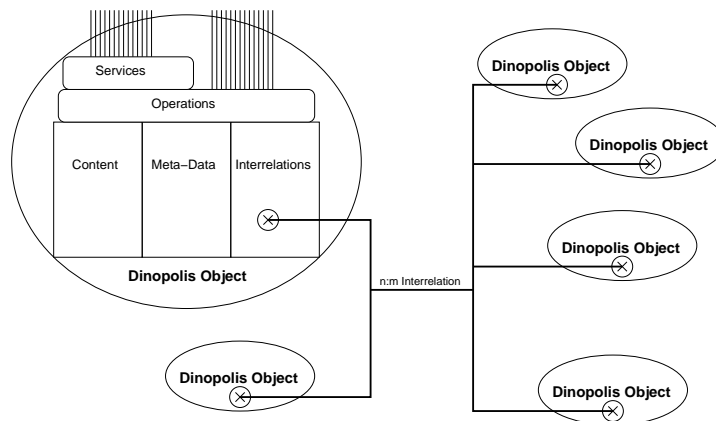 Services
Operations
Content
Meta−Data
Interrelations
Dinopolis Object
n:m Interrelation
Dinopolis Object
Dinopolis Object
Dinopolis Object
Dinopolis Object
Dinopolis Object